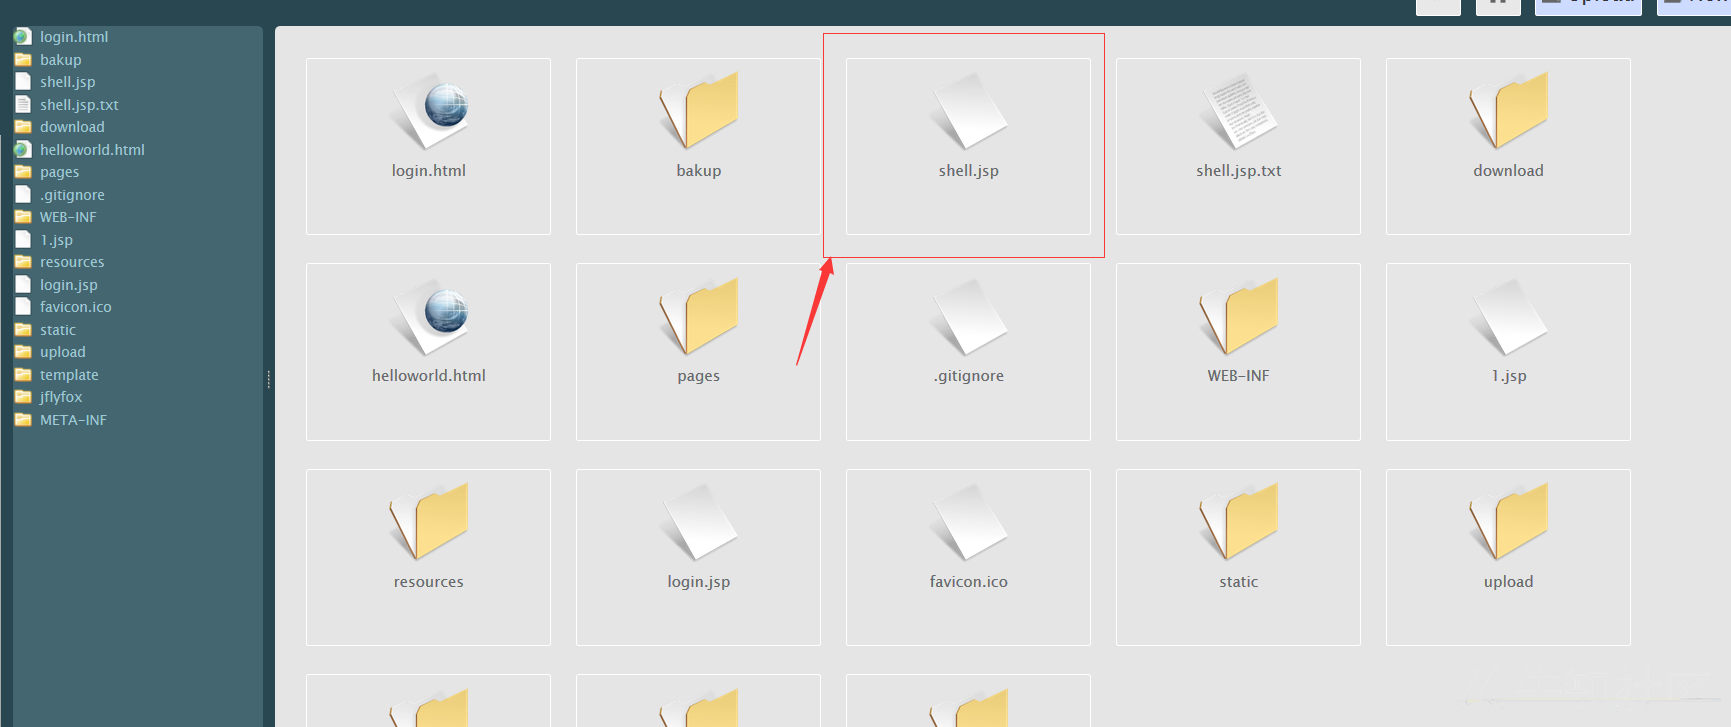 Upload
login.html
bakup
shell.jsp
shell.jsp.txt
download
helloworld.html
pages
.gitignore
WEB-INF
1.jsp
resources
login.jsp
favicon.ico
static
upload
template
jflyfox
META-INF
login.html
bakup
shell.jsp
shell.jsp.txt
download
helloworld.html
pages
.gitignore
WEB-INF
1.jsp
resources
login.jsp
favicon.ico
static
upload